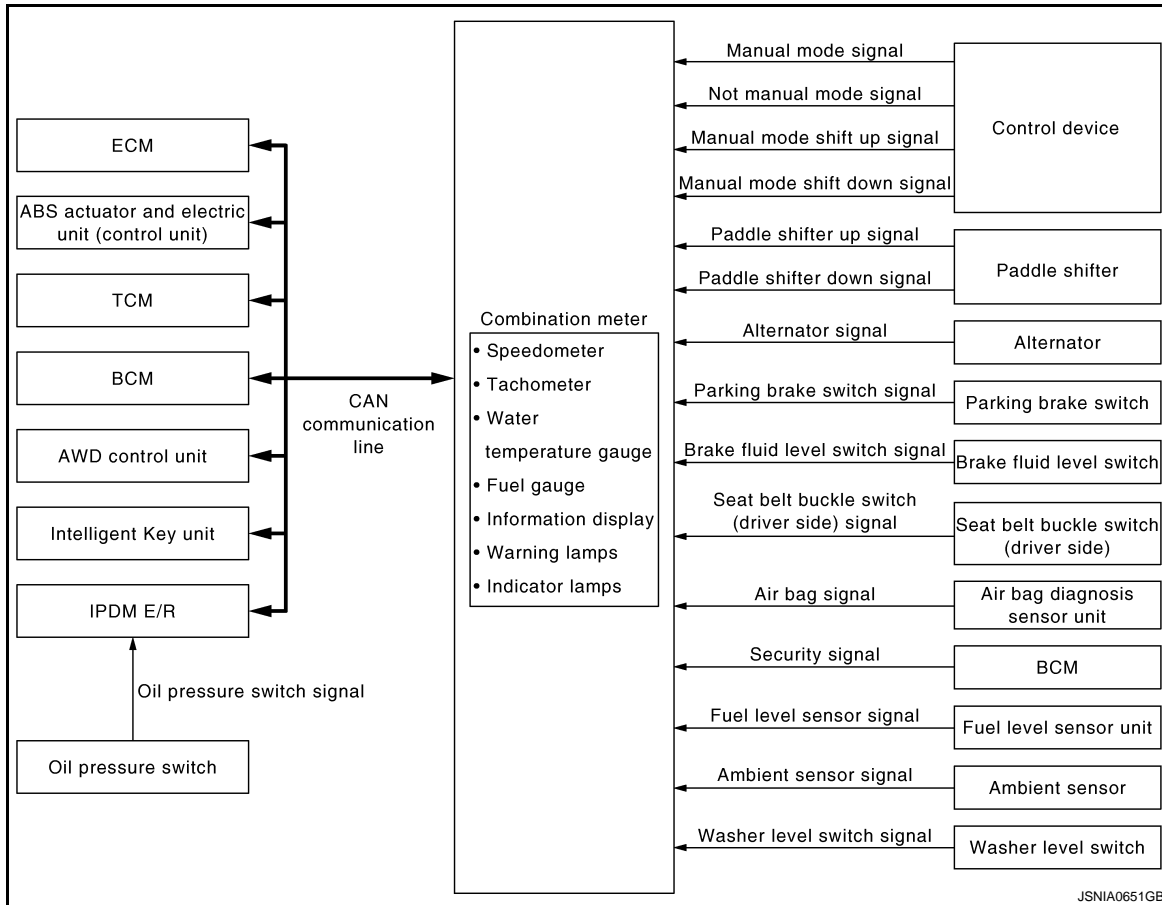 ECM
ABS actuator and electric
unit (control unit)
TCM
BCM
AWD control unit
Intelligent Key unit
IPDM E/R
Oil pressure switch signal
Oil pressure switch
CAN
communication
line
Combination meter
• Speedometer
• Tachometer
• Water
temperature gauge
• Fuel gauge
• Information display
• Warning lamps
• Indicator lamps
Manual mode signal
Not manual mode signal
Manual mode shift up signal
Manual mode shift down signal
Control device
Paddle shifter up signal
Paddle shifter down signal
Paddle shifter
Alternator signal
Alternator
Parking brake switch signal
Parking brake switch
Brake fluid level switch signal
Brake fluid level switch
Seat belt buckle switch
(driver side) signal
Seat belt buckle switch
(driver side)
Air bag signal
Air bag diagnosis
sensor unit
Security signal
BCM
Fuel level sensor signal
Fuel level sensor unit
Ambient sensor signal
Ambient sensor
Washer level switch signal
Washer level switch
JSNIA0651GB